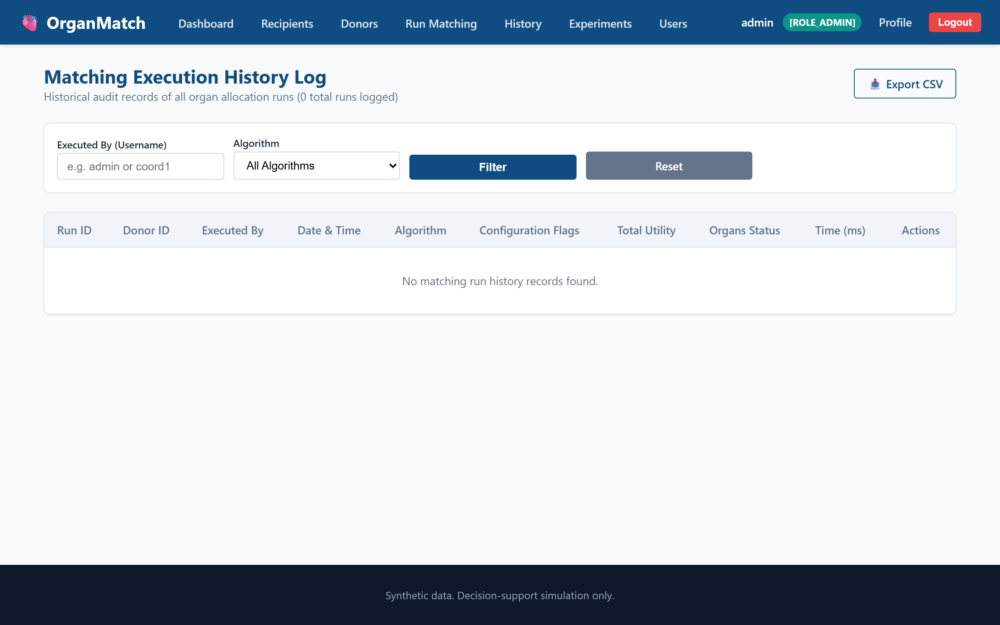 OrganMatch Dashboard Recipients Donors Run Matching History Experiments Users admin [ROLE_ADMIN] Profile Logout
Matching Execution History Log
Historical audit records of all organ allocation runs (0 total runs logged)
Export CSV
Executed By (Username)
e.g. admin or coord1
Algorithm
All Algorithms
Filter
Reset
Run ID Donor ID Executed By Date & Time Algorithm Configuration Flags Total Utility Organs Status Time (ms) Actions
No matching run history records found.
Synthetic data. Decision-support simulation only.